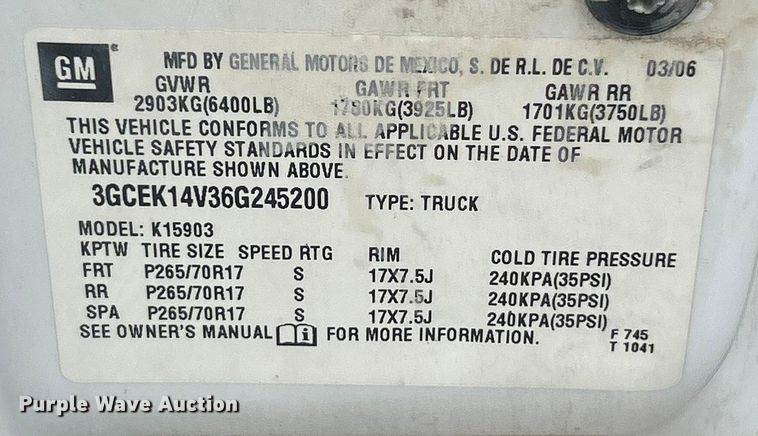 GM
MFD BY GENERAL MOTORS DE MEXICO, S. DE R.L. DE C.V. 03/06
GVWR GAWR FRT GAWR RR
2903KG(6400LB) 1780KG(3925LB) 1701KG(3750LB)
THIS VEHICLE CONFORMS TO ALL APPLICABLE U.S. FEDERAL MOTOR
VEHICLE SAFETY STANDARDS IN EFFECT ON THE DATE OF
MANUFACTURE SHOWN ABOVE.
3GCEK14V36G245200 TYPE: TRUCK
MODEL: K15903
KPTW TIRE SIZE SPEED RTG RIM COLD TIRE PRESSURE
FRT P265/70R17 S 17X7.5J 240KPA(35PSI)
RR P265/70R17 S 17X7.5J 240KPA(35PSI)
SPA P265/70R17 S 17X7.5J 240KPA(35PSI)
SEE OWNER'S MANUAL FOR MORE INFORMATION.
F 745
T 1041
Purple Wave Auction